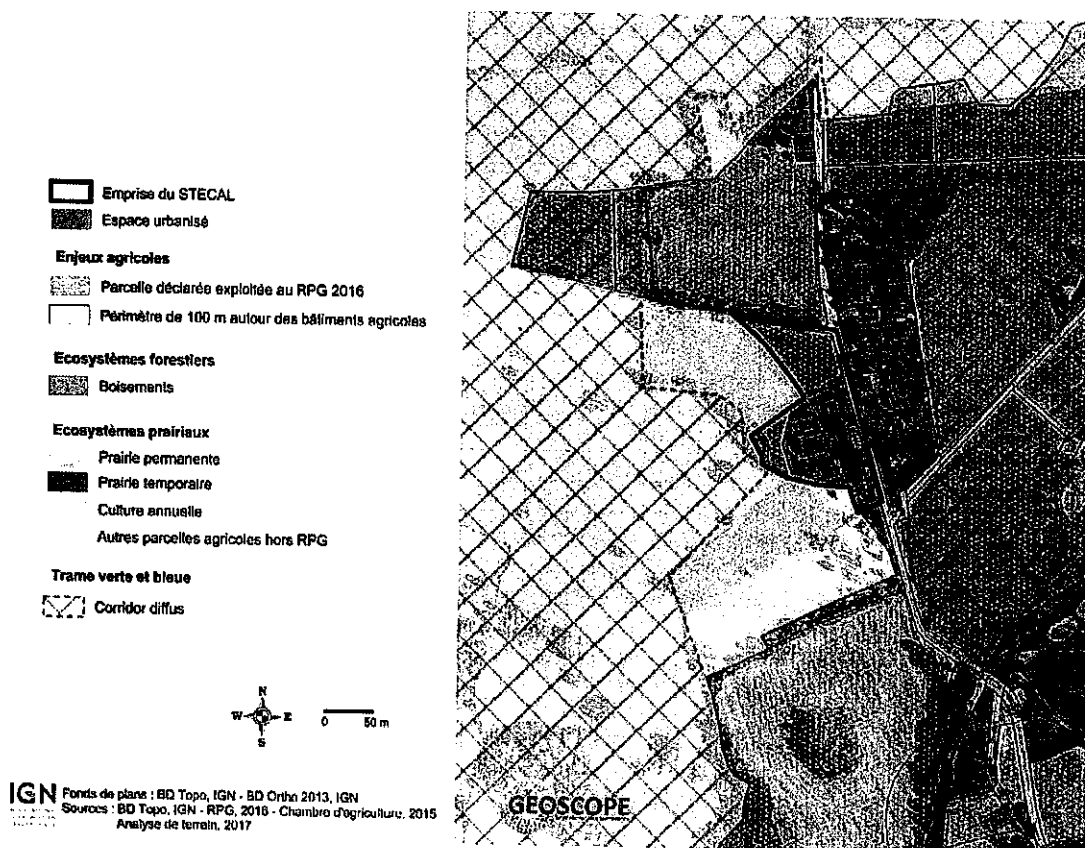 Emprise du STECAL
Espace urbanisé
Enjeux agricoles
Parcelle déclarée exploitée au RPG 2016
Périmètre de 100 m autour des bâtiments agricoles
Ecosystèmes forestiers
Boisements
Ecosystèmes prairiaux
Prairie permanente
Prairie temporaire
Culture annuelle
Autres parcelles agricoles hors RPG
Trame verte et bleue
Corridor diffus
N
W E
S
0 50 m
IGN Fonds de plans : BD Topo, IGN - BD Ortho 2013, IGN
Sources : BD Topo, IGN - RPG, 2016 - Chambre d'agriculture, 2015
Analyse de terrain, 2017
GEOSCOPE